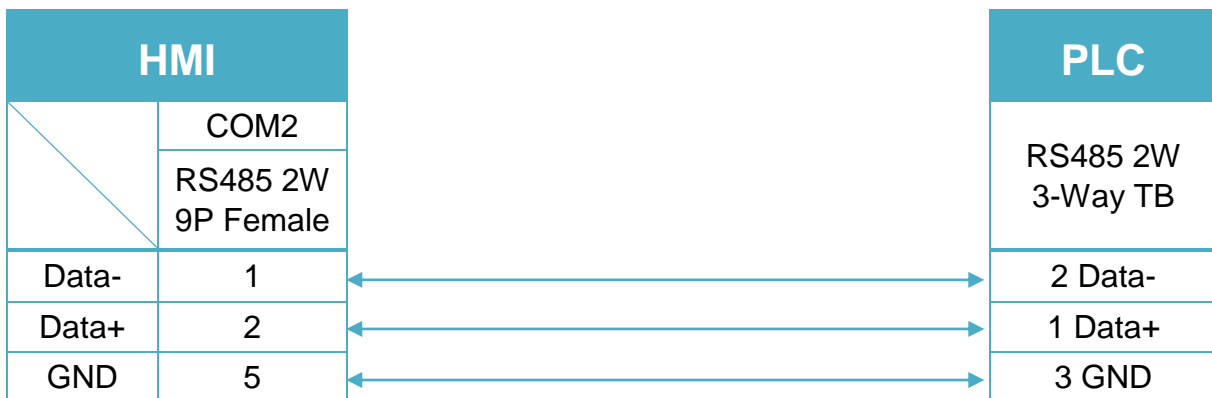 HMI
PLC
COM2
RS485 2W
9P Female
RS485 2W
3-Way TB
Data- 1 2 Data-
Data+ 2 1 Data+
GND 5 3 GND